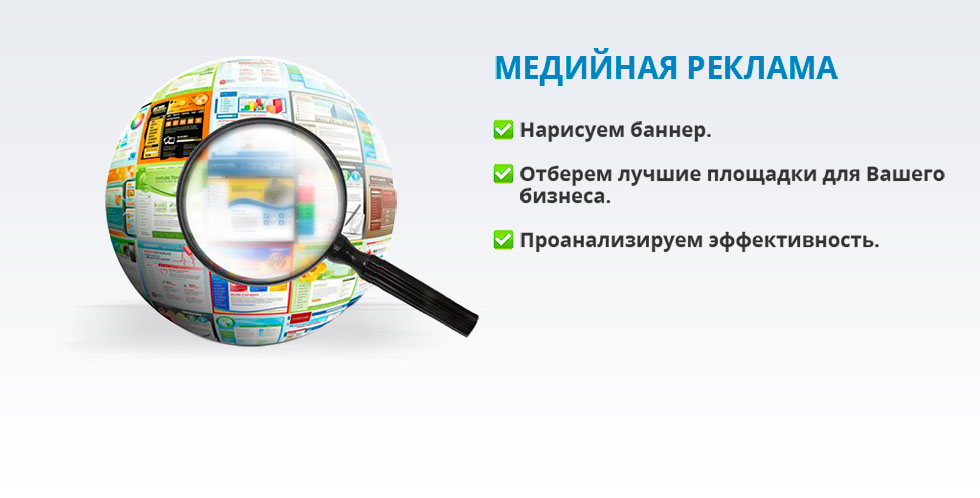 МЕДИЙНАЯ РЕКЛАМА
Нарисуем баннер.
Отберем лучшие площадки для Вашего
бизнеса.
Проанализируем эффективность.